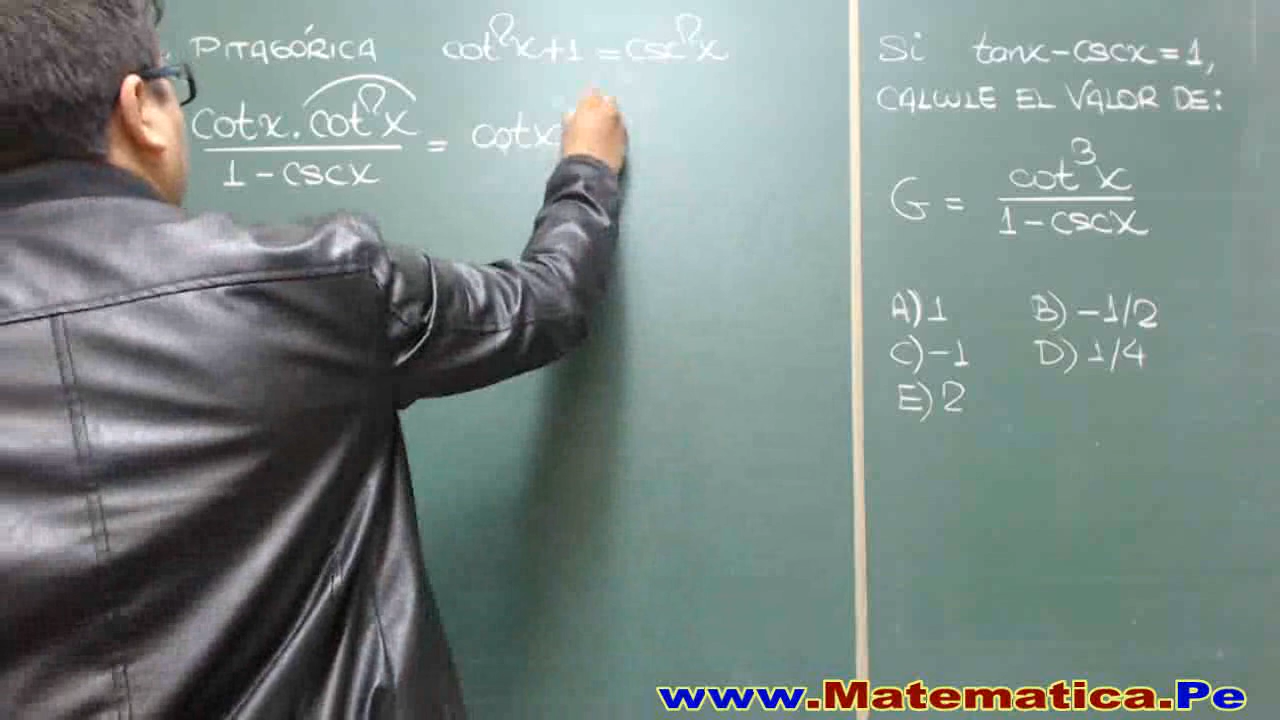 PITAGÓRICA cot²x+1=csc²x
cotx.cot²x
1-cscx
= cotx
Si tanx-cscx=1,
CALCULE EL VALOR DE:
G = cot³x
1-cscx
A) 1 B) -1/2
C) -1 D) 1/4
E) 2
www.Matematica.Pe